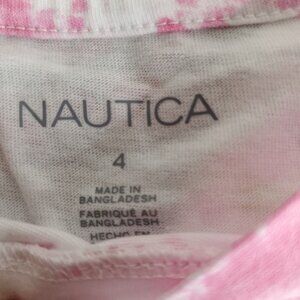 NAUTICA
4
MADE IN
BANGLADESH
FABRIQUÉ AU
BANGLADESH
HECHO EN